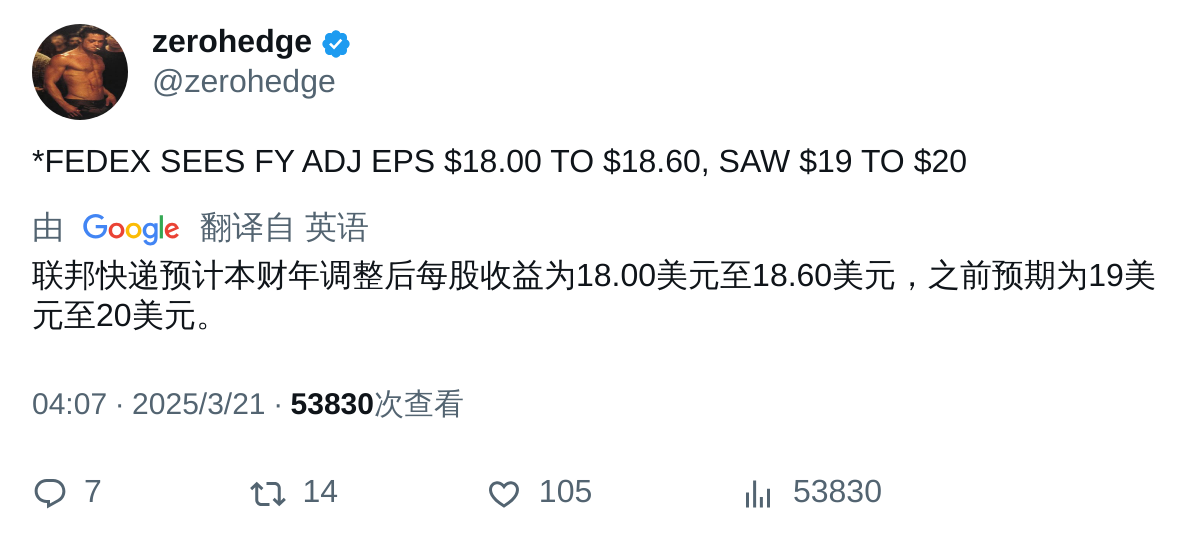 zerohedge
@zerohedge
*FEDEX SEES FY ADJ EPS $18.00 TO $18.60, SAW $19 TO $20
由 Google 翻译自 英语
联邦快递预计本财年调整后每股收益为18.00美元至18.60美元，之前预期为19美
元至20美元。
04:07 · 2025/3/21 · 53830次查看
7 14 105 53830